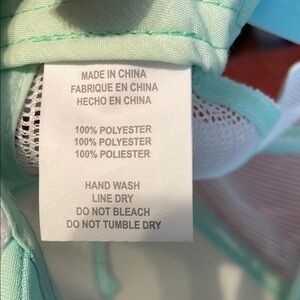 MADE IN CHINA
FABRIQUE EN CHINA
HECHO EN CHINA
100% POLYESTER
100% POLYESTER
100% POLIESTER
HAND WASH
LINE DRY
DO NOT BLEACH
DO NOT TUMBLE DRY